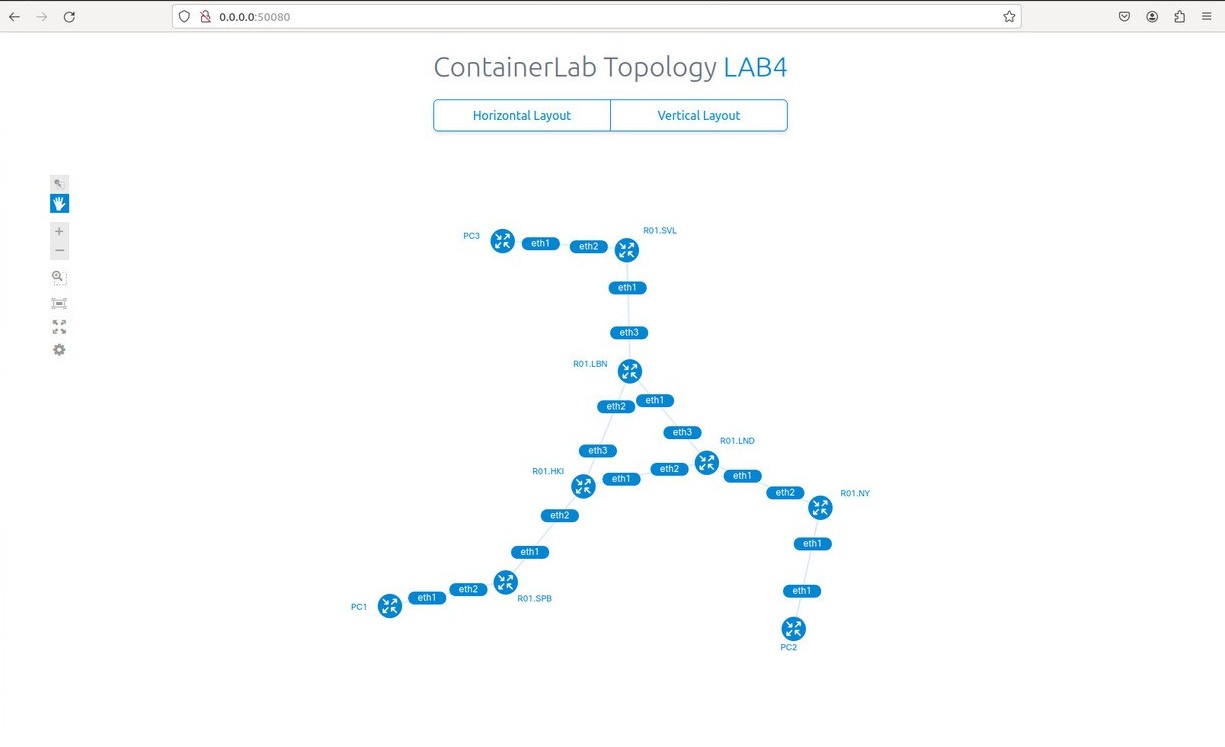 0.0.0.0:50080
ContainerLab Topology LAB4
Horizontal Layout Vertical Layout
R01.SVL
PC3 eth1 eth2
eth1
eth3
R01.LBN
eth2 eth1
eth3
R01.LND
eth3
R01.HKI eth1 eth2 eth1
eth2 R01.NY
eth2
eth1
eth1
eth2
eth1
eth1
PC1 R01.SPB
PC2